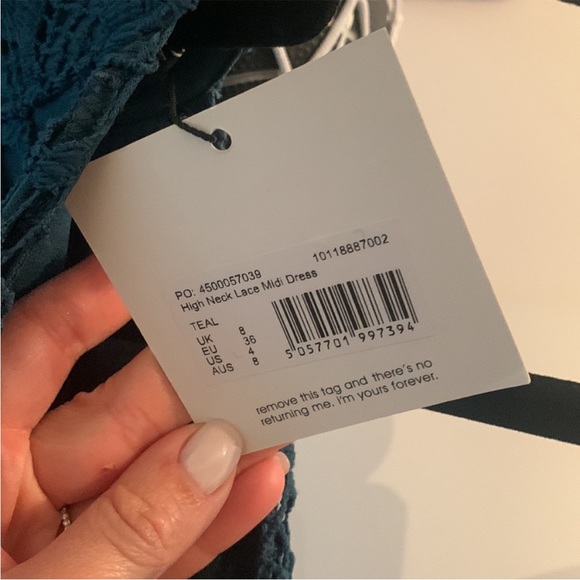 PO: 4500057039 10118887002
High Neck Lace Midi Dress
TEAL
UK 8
EU 36
US 4
AUS 8
5 057701 997394
remove this tag and there's no
returning me. i'm yours forever.